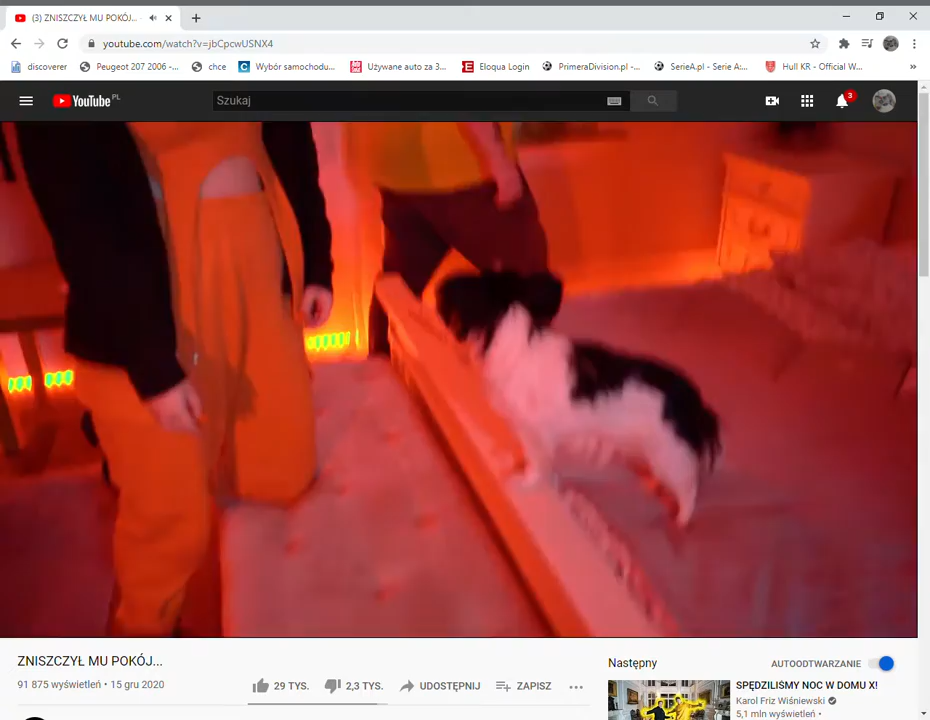 (3) ZNISZCZYŁ MU POKÓJ...
youtube.com/watch?v=jbCpcwUSNX4
discoverer
Peugeot 207 2006 -...
chce
Wybór samochodu...
Używane auto za 3...
Eloqua Login
PrimeraDivision.pl -...
SerieA.pl - Serie A:...
Hull KR - Official W...
»
YouTube PL
Szukaj
3
ZNISZCZYŁ MU POKÓJ...
91 875 wyświetleń • 15 gru 2020
29 TYS.
2,3 TYS.
UDOSTĘPNIJ
ZAPISZ
Następny
AUTOODTWARZANIE
SPĘDZILIŚMY NOC W DOMU X!
Karol Friz Wiśniewski
5,1 mln wyświetleń •